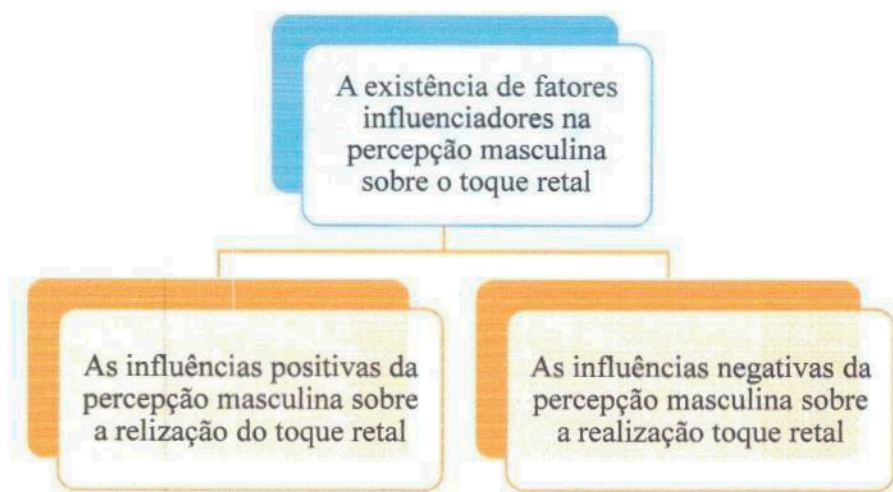 A existência de fatores
influenciadores na
percepção masculina
sobre o toque retal
As influências positivas da
percepção masculina sobre
a relização do toque retal
As influências negativas da
percepção masculina sobre
a realização toque retal